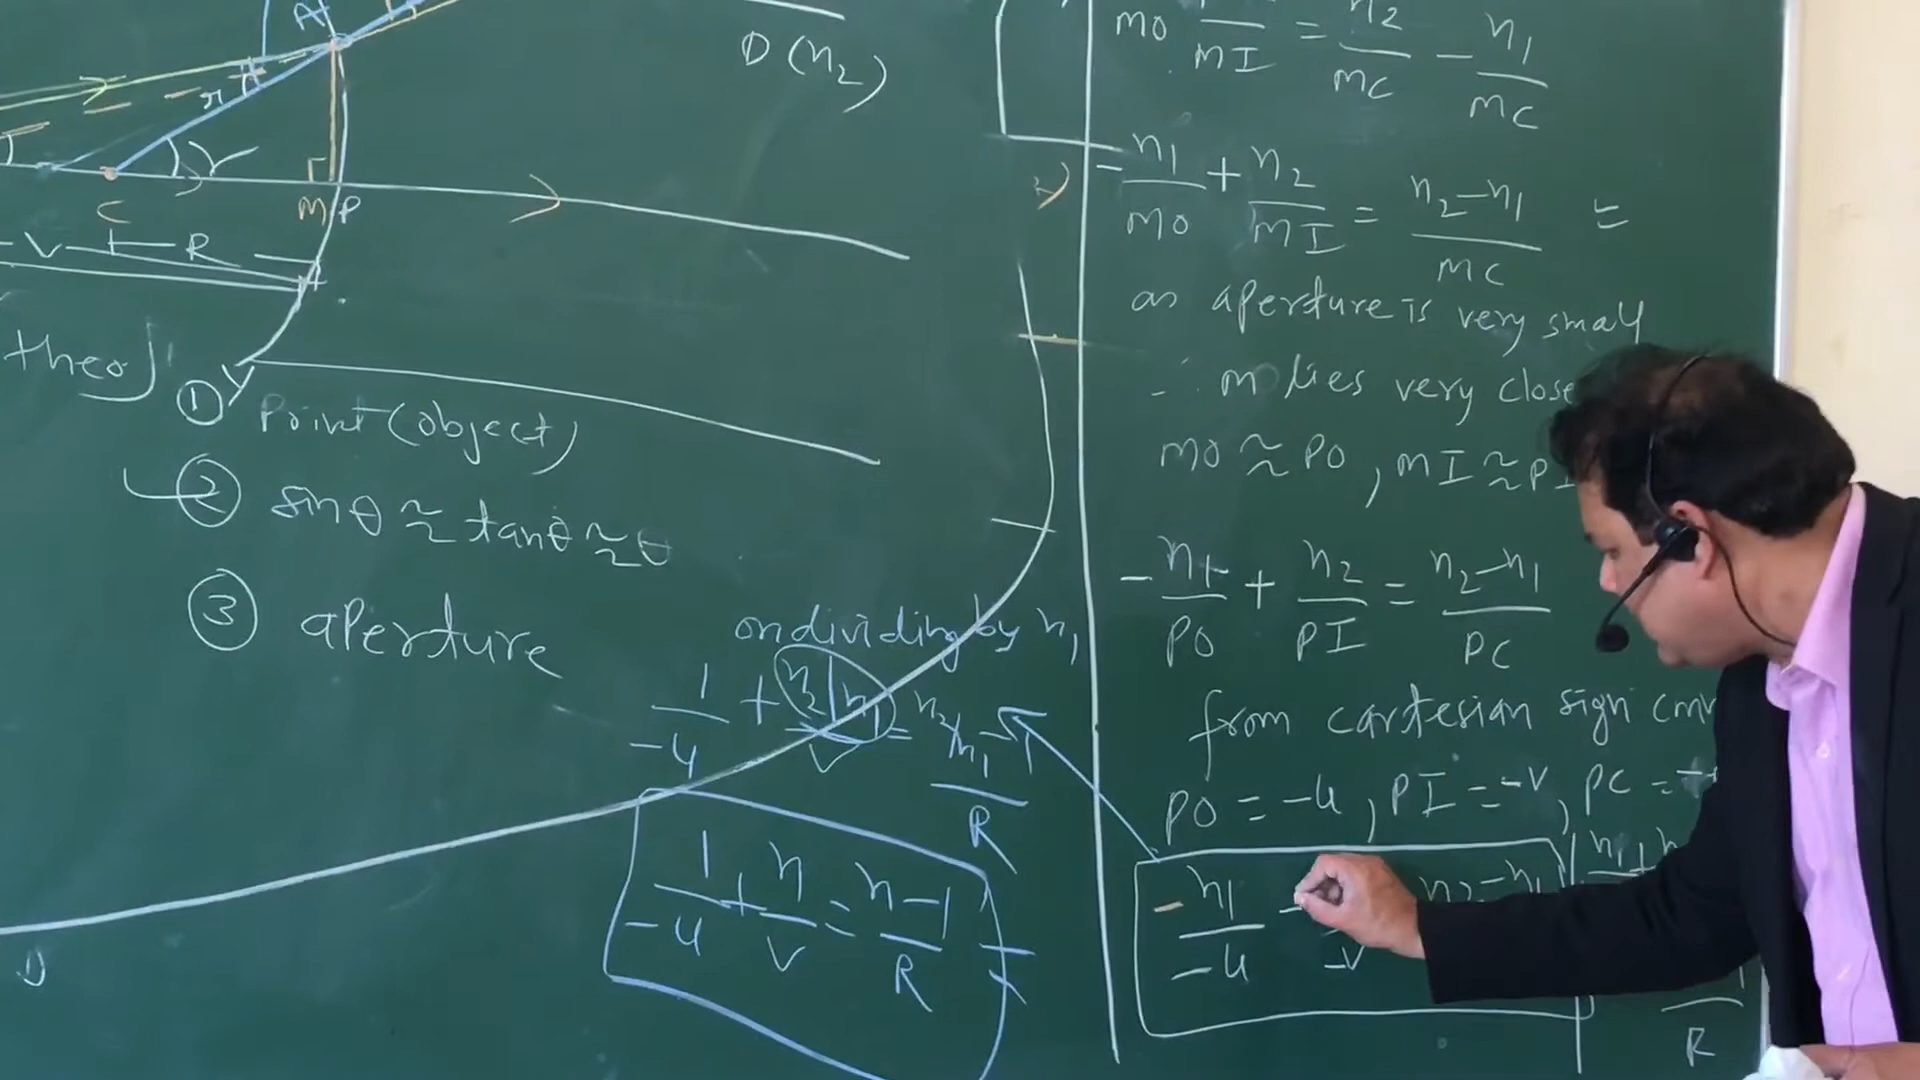 A
D (n2)
r
C
M
P
V
R
theo
① Y
Point (object)
② sinθ ≈ tanθ ≈ θ
③ aperture
on dividing by n1
1/-u + (n2/n1)/v = (n2/n1 - 1)/R
1/-u + n/v = n-1/R
D
MO MI = n2/MC - n1/MC
-n1/MO + n2/MI = n2-n1/MC =
as aperture is very small
∴ M lies very close
MO ≈ PO, MI ≈ PI
-n1/PO + n2/PI = n2-n1/PC
from cartesian sign
PO = -u, PI = -v, PC =
-n1/-u -v n2-n1
n1 +
R